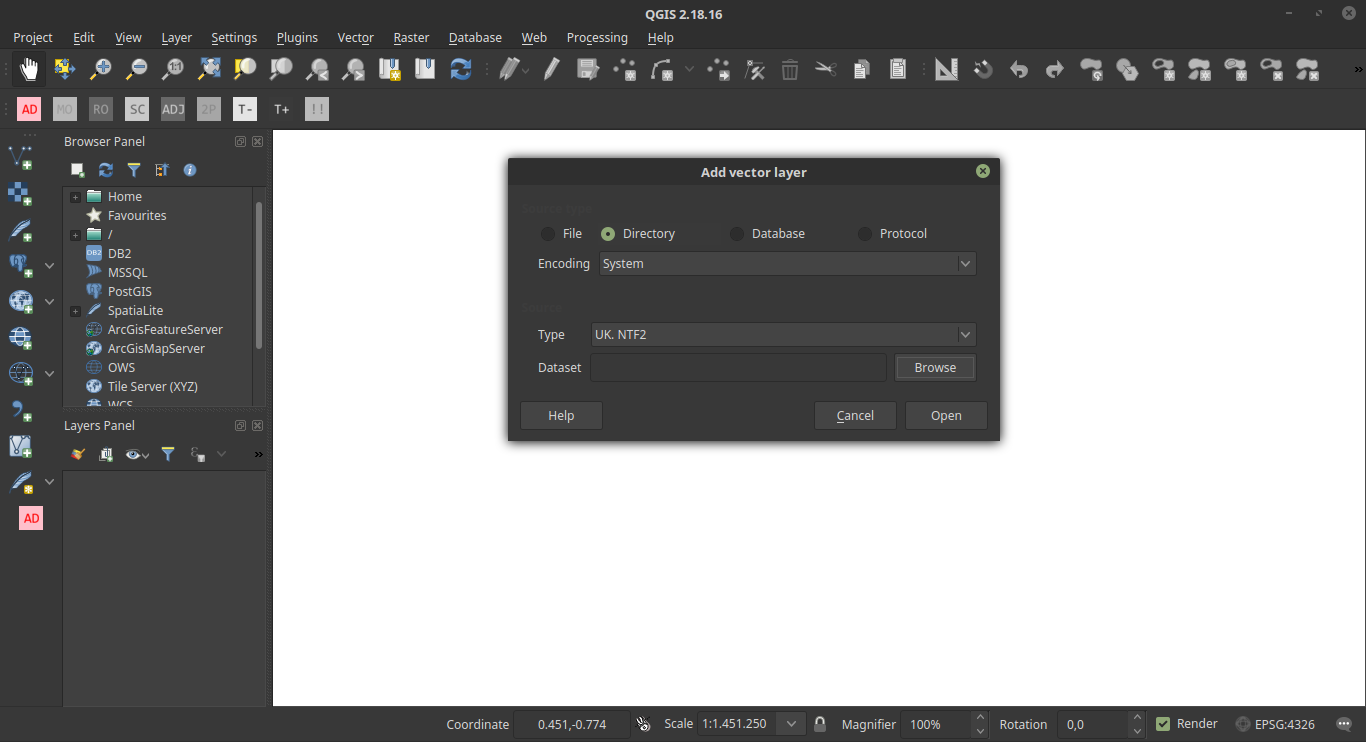 QGIS 2.18.16
Project Edit View Layer Settings Plugins Vector Raster Database Web Processing Help
1:1
»
AD MO RO SC ADJ 2P T- T+ !!
Browser Panel
Home
Favourites
/
DB2 DB2
MSSQL
PostGIS
SpatiaLite
ArcGisFeatureServer
ArcGisMapServer
OWS
Tile Server (XYZ)
WCS
Layers Panel
»
AD
Add vector layer
Source type
File Directory Database Protocol
Encoding System
Source
Type UK. NTF2
Dataset Browse
Help Cancel Open
Coordinate 0.451,-0.774 Scale 1:1.451.250 Magnifier 100% Rotation 0,0 Render EPSG:4326